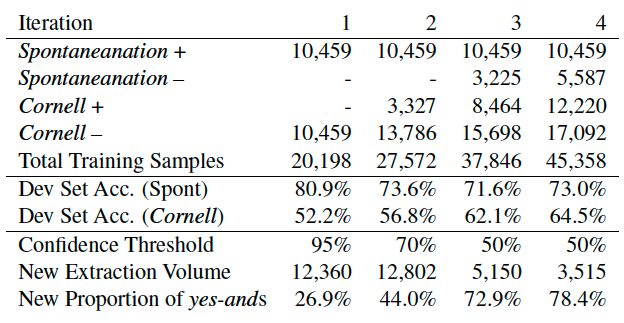 Iteration 1 2 3 4
Spontaneanation + 10,459 10,459 10,459 10,459
Spontaneanation – - - 3,225 5,587
Cornell + - 3,327 8,464 12,220
Cornell – 10,459 13,786 15,698 17,092
Total Training Samples 20,198 27,572 37,846 45,358
Dev Set Acc. (Spont) 80.9% 73.6% 71.6% 73.0%
Dev Set Acc. (Cornell) 52.2% 56.8% 62.1% 64.5%
Confidence Threshold 95% 70% 50% 50%
New Extraction Volume 12,360 12,802 5,150 3,515
New Proportion of yes-ands 26.9% 44.0% 72.9% 78.4%